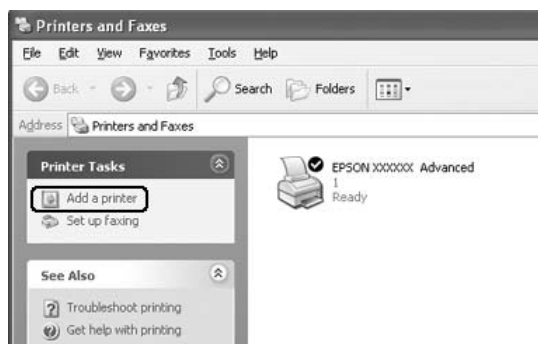 Printers and Faxes
File Edit View Favorites Tools Help
Back Search Folders
Address Printers and Faxes
Printer Tasks
Add a printer
Set up faxing
See Also
Troubleshoot printing
Get help with printing
EPSON XXXXXX Advanced
1
Ready